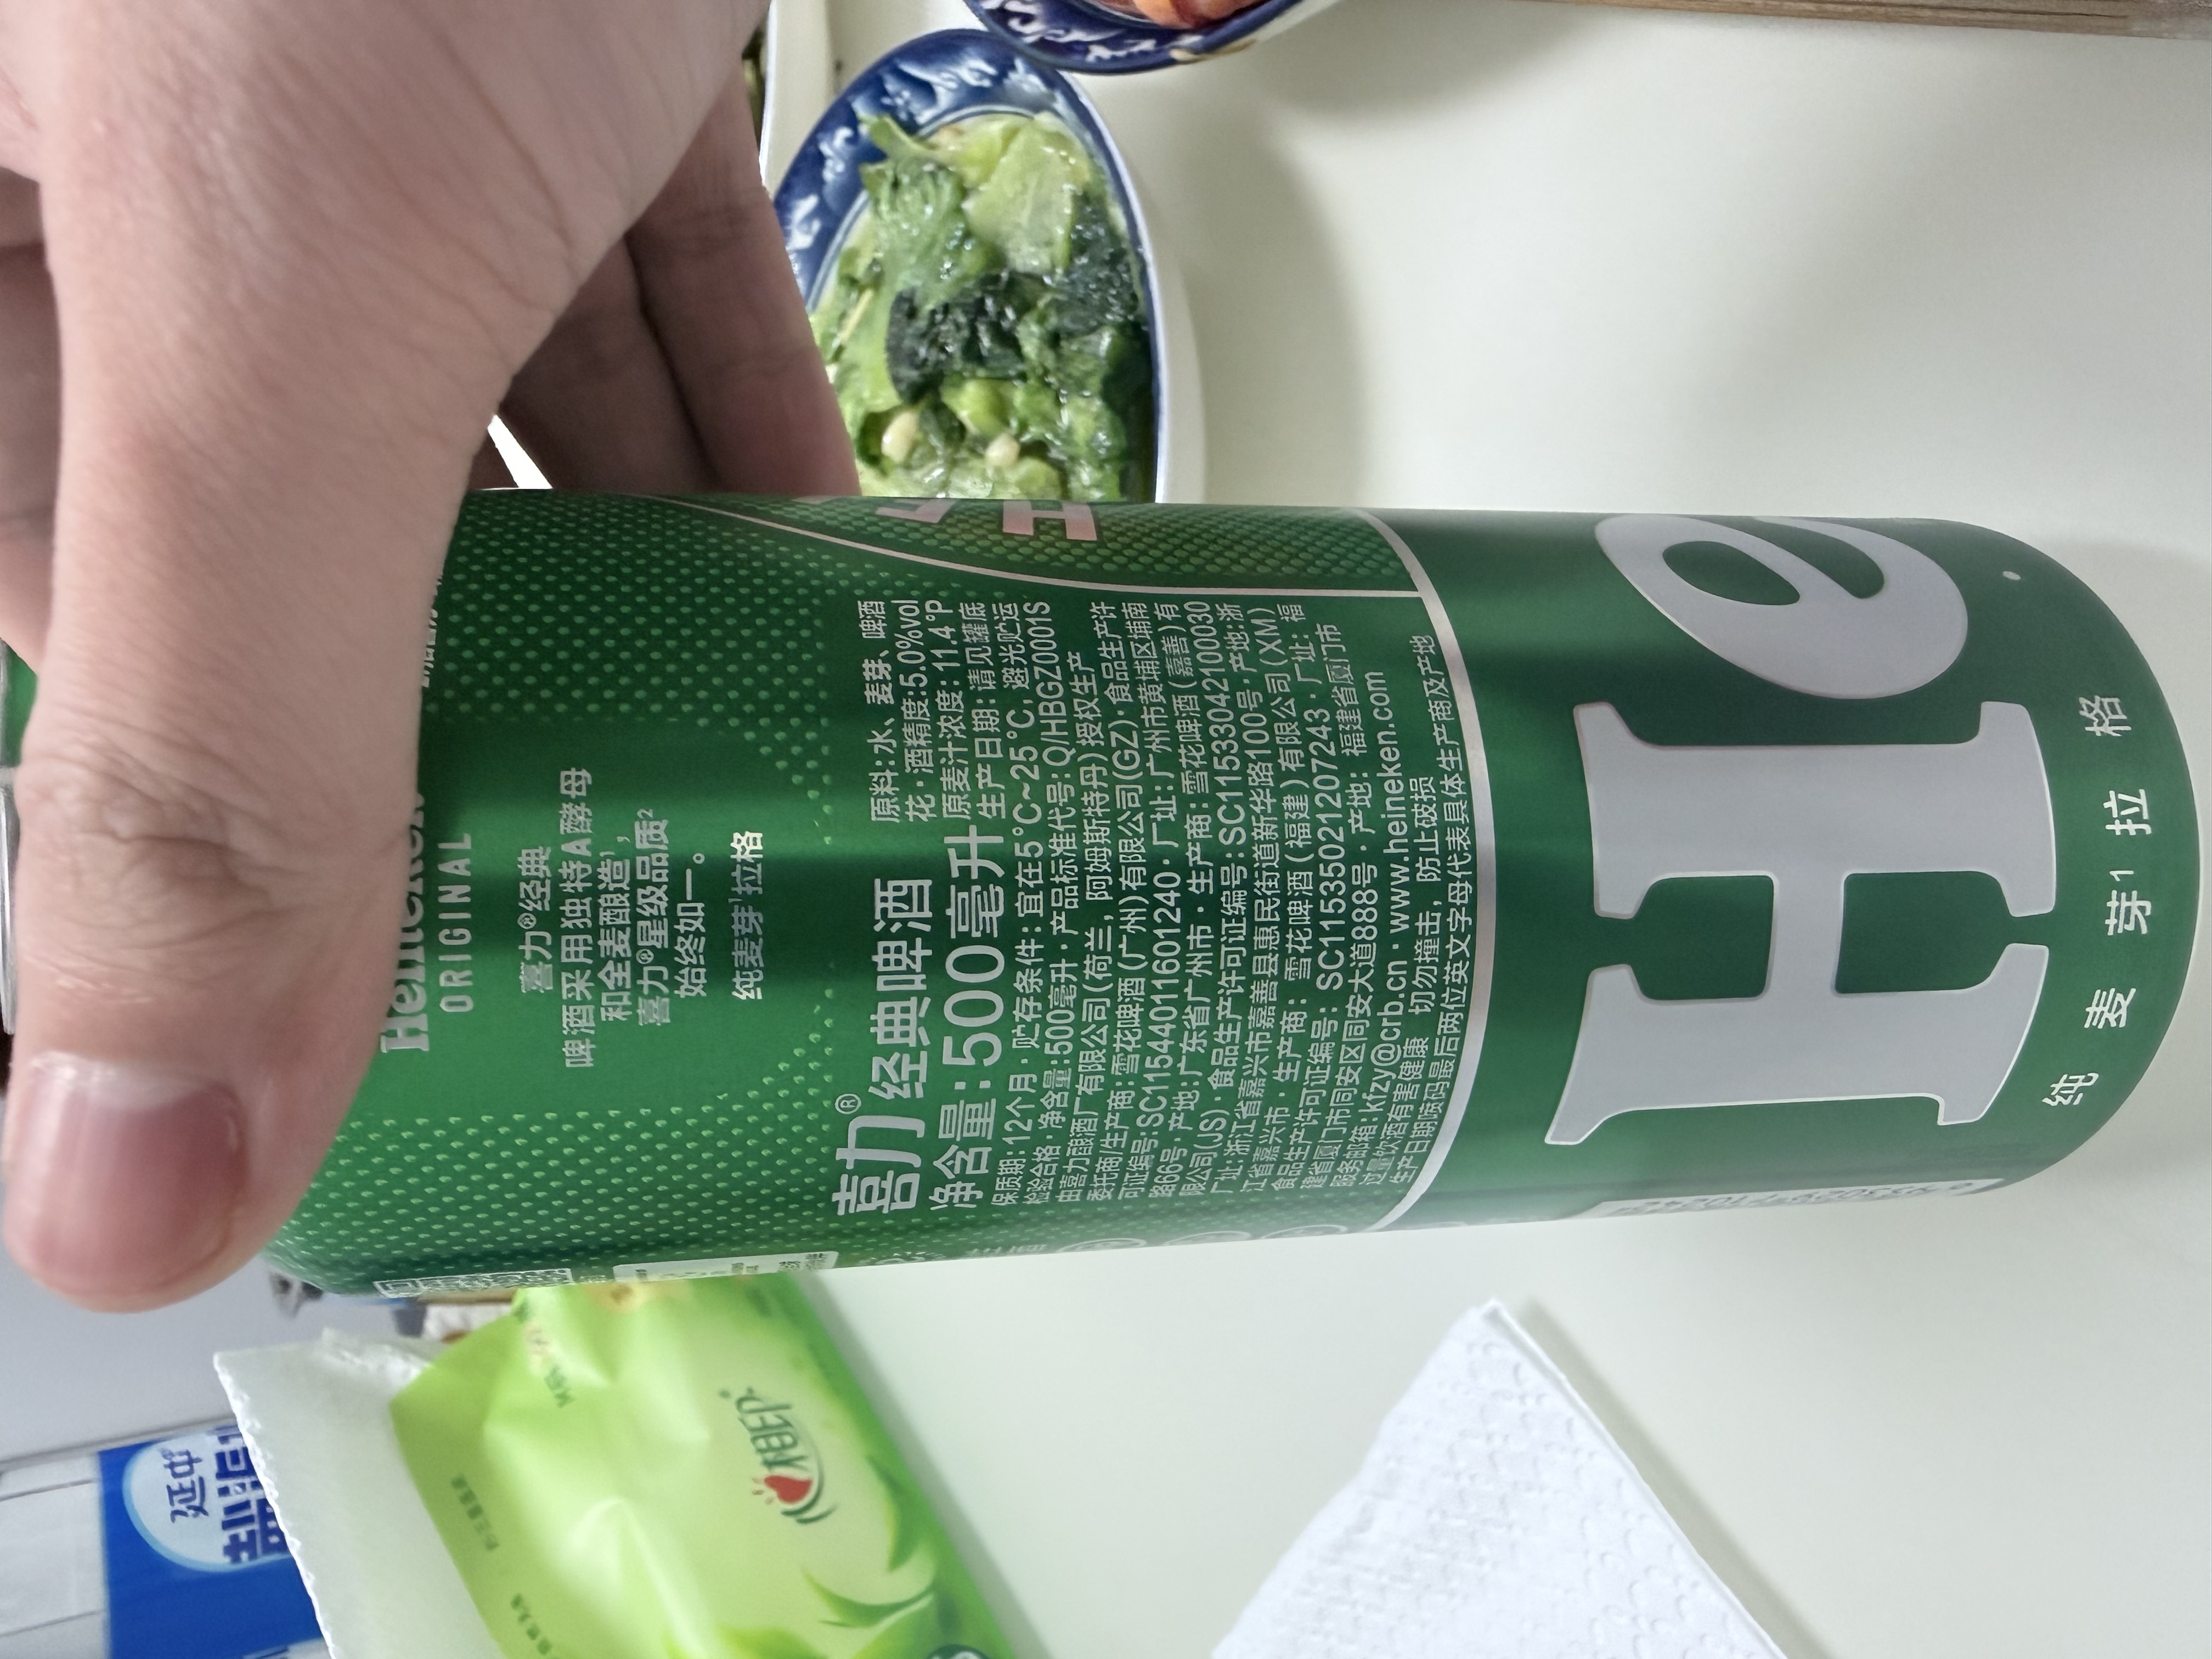 延中
心相印
Heineken
ORIGINAL
喜力®经典
啤酒采用独特A酵母
和全麦酿造¹，
喜力®星级品质²
始终如一。
纯麦芽¹拉格
喜力®经典啤酒
净含量:500毫升
原料:水、麦芽、啤酒
花·酒精度:5.0%vol
原麦汁浓度: 11.4°P
生产日期:请见罐底
保质期:12个月·贮存条件:宜在5°C~25°C, 避光贮运
检验合格·净含量:500毫升·产品标准代号:Q/HBGZ0001S
由喜力酿酒厂有限公司(荷兰, 阿姆斯特丹)授权生产
委托商/生产商:雪花啤酒(广州)有限公司(GZ)·食品生产许
可证编号:SC11544011601240·厂址:广州市黄埔区埔南
路66号·产地:广东省广州市·生产商:雪花啤酒(嘉善)有
限公司(JS)·食品生产许可证编号:SC11533042100030
厂址:浙江省嘉兴市嘉善县惠民街道新华路100号·产地:浙
江省嘉兴市·生产商: 雪花啤酒(福建)有限公司(XM)
食品生产许可证编号: SC11535021207243·厂址: 福
建省厦门市同安区同安大道888号·产地: 福建省厦门市
服务邮箱:kfzy@crb.cn·www.heineken.com
过量饮酒有害健康 切勿撞击, 防止破损
生产日期喷码最后两位英文字母代表具体生产商及产地
He
纯麦芽¹拉格